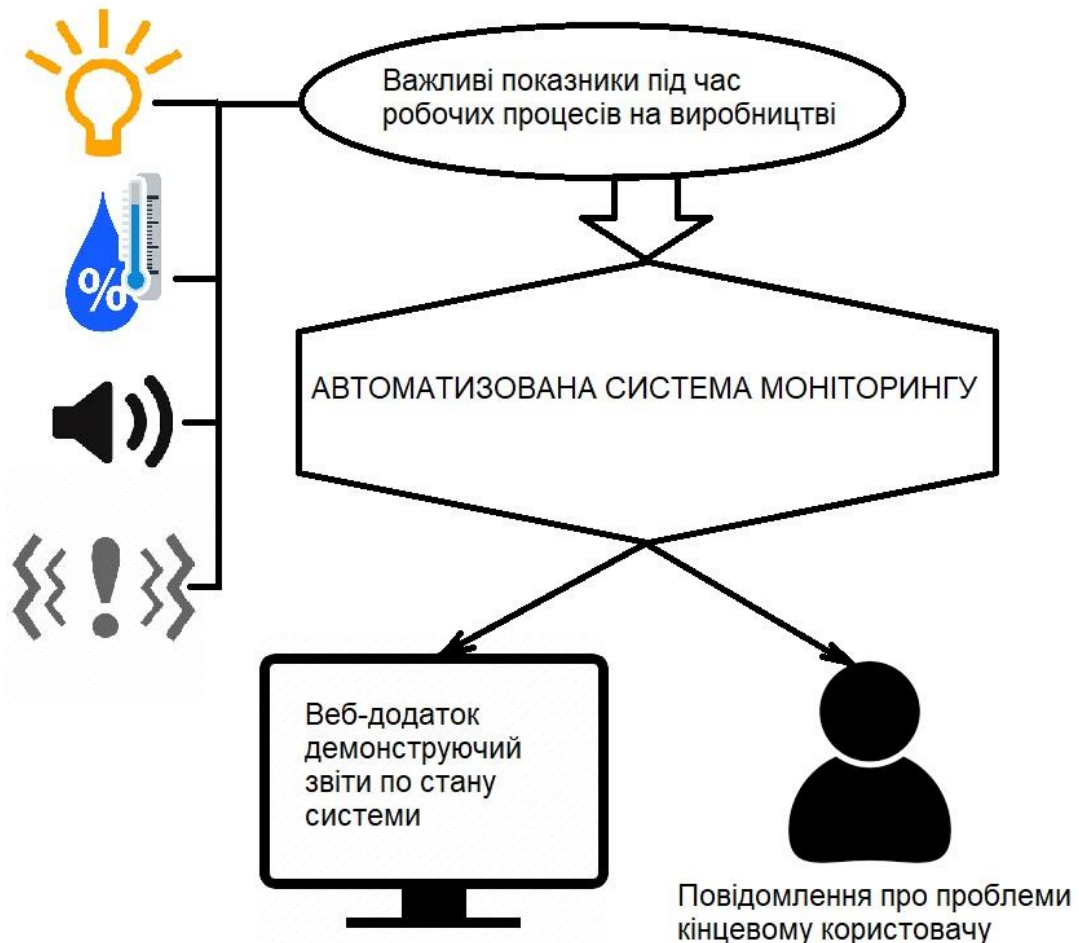 Важливі показники під час
робочих процесів на виробництві
%
АВТОМАТИЗОВАНА СИСТЕМА МОНІТОРИНГУ
!
Веб-додаток
демонструючий
звіти по стану
системи
Повідомлення про проблеми
кінцевому користовачу